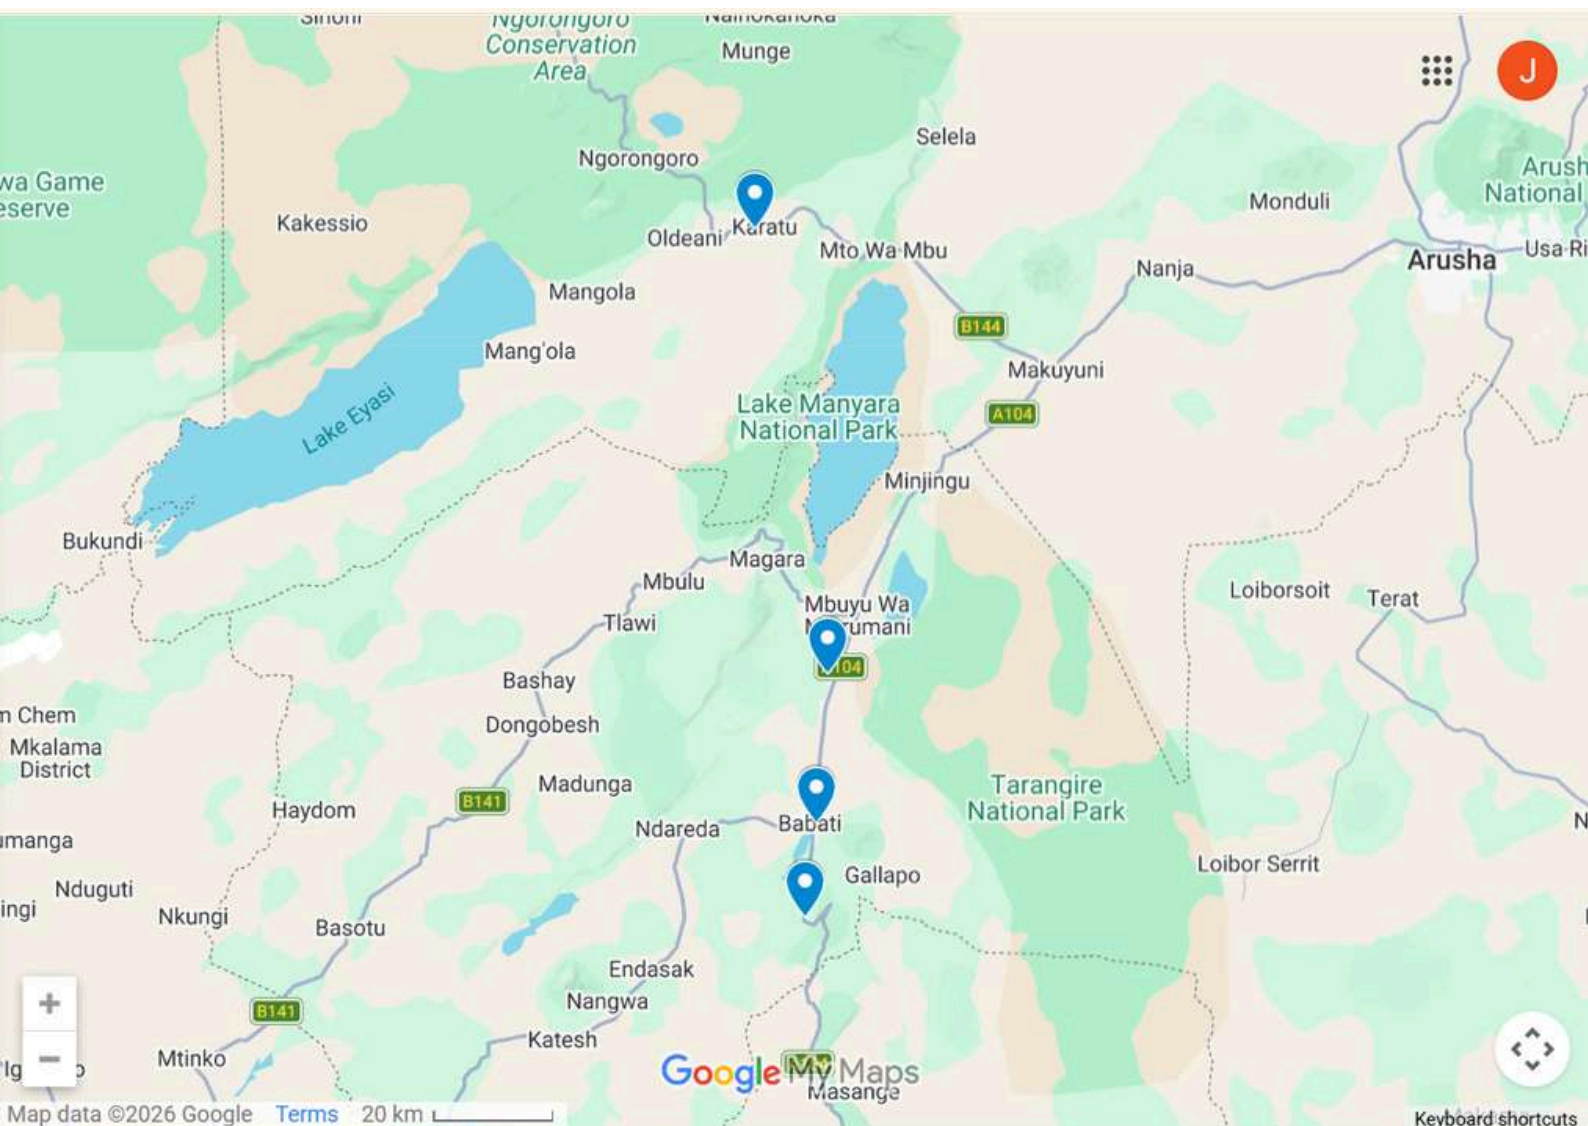 Sinoni
Ngorongoro
Conservation
Area
Nainokanoka
Munge
J
Selela
Ngorongoro
wa Game
eserve
Arush
National
Monduli
Kakessio
Karatu
Oldeani
Mto Wa Mbu
Usa Ri
Arusha
Nanja
Mangola
B144
Mang'ola
Makuyuni
Lake Eyasi
Lake Manyara
National Park
A104
Minjingu
Bukundi
Magara
Mbulu
Loiborsoit
Terat
Mbuyu Wa
Tlawi
Bashay
m Chem
Dongobesh
Mkalama
District
Madunga
Tarangire
National Park
B141
Haydom
Ndareda
Babati
umanga
Loibor Serrit
Gallapo
Nduguti
ingi
Nkungi
Basotu
Endasak
Nangwa
B141
Katesh
Mtinko
Google My Maps
Masange
Map data ©2026 Google
Terms
20 km
Keyboard shortcuts